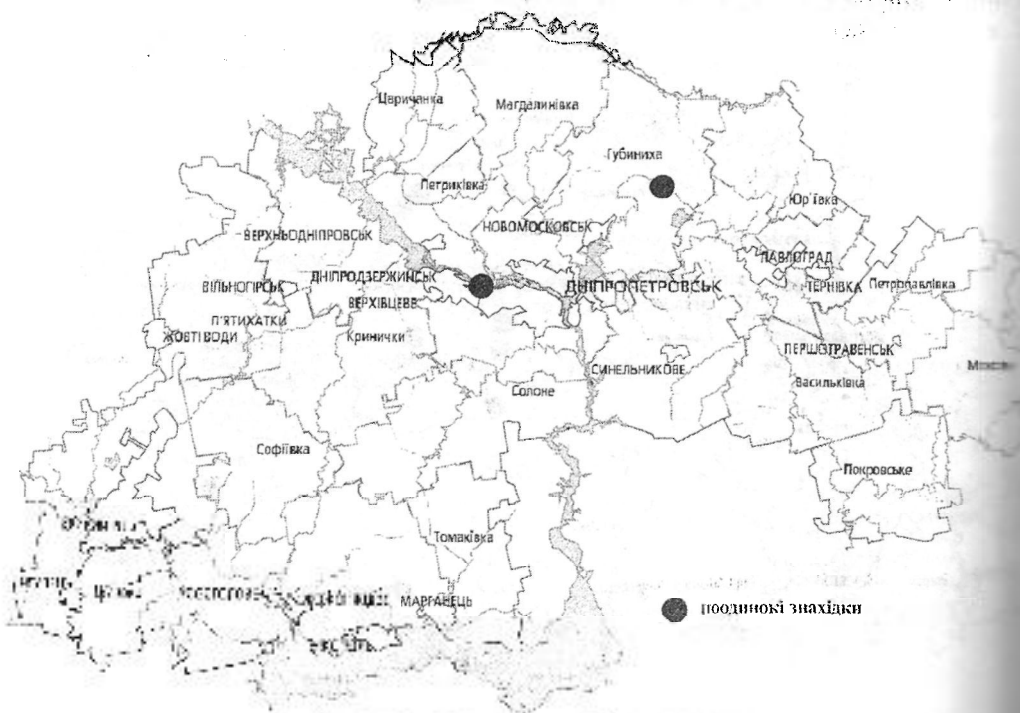 Царичанка
Магдалинівка
Губиниха
Петриківка
Юр'ївка
НОВОМОСКОВСЬК
ВЕРХНЬОДНІПРОВСЬК
ПАВЛОГРАД
ДНІПРОДЗЕРЖИНСЬК
ВІЛЬНОГІРСЬК
ДНІПРОПЕТРОВСЬК
ТЕРНІВКА
Петропавлівка
ВЕРХІВЦЕВЕ
П'ЯТИХАТКИ
ЖОВТІ ВОДИ
Кринички
ПЕРШОТРАВЕНСЬК
СИНЕЛЬНИКОВЕ
Васильківка
Солоне
Софіївка
Покровське
Томаківка
МАРГАНЕЦЬ
поодинокі знахідки